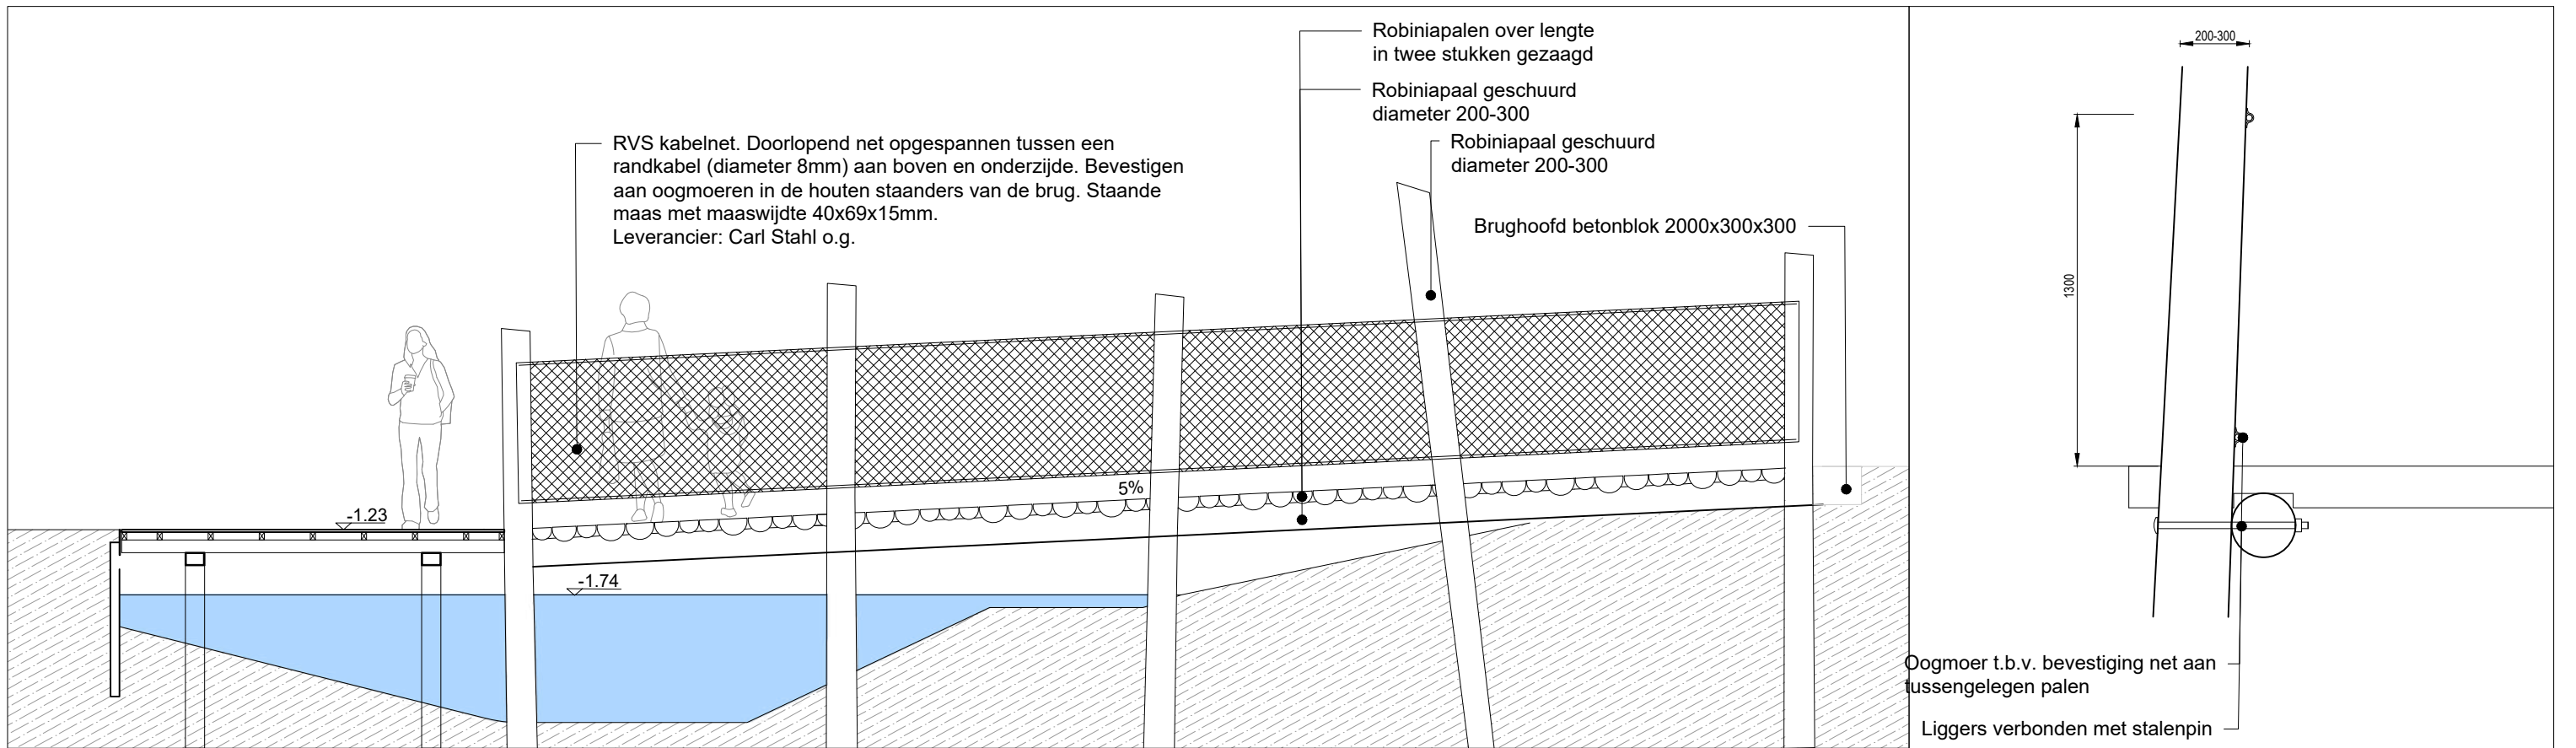 Robiniapalen over lengte
in twee stukken gezaagd
Robiniapaal geschuurd
diameter 200-300
Robiniapaal geschuurd
diameter 200-300
RVS kabelnet. Doorlopend net opgespannen tussen een
randkabel (diameter 8mm) aan boven en onderzijde. Bevestigen
aan oogmoeren in de houten staanders van de brug. Staande
maas met maaswijdte 40x69x15mm.
Leverancier: Carl Stahl o.g.
Brughoofd betonblok 2000x300x300
5%
-1.23
-1.74
200-300
1300
Oogmoer t.b.v. bevestiging net aan
tussengelegen palen
Liggers verbonden met stalenpin